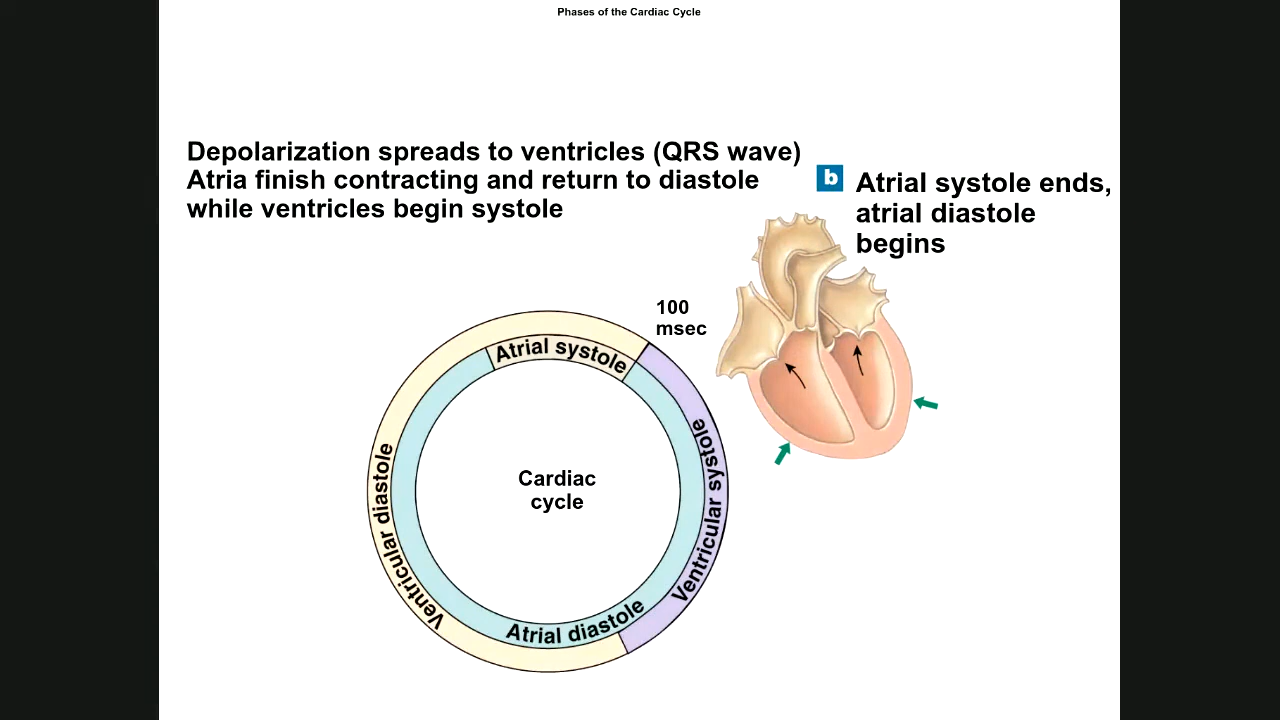 Phases of the Cardiac Cycle
Depolarization spreads to ventricles (QRS wave)
Atria finish contracting and return to diastole
while ventricles begin systole
b
Atrial systole ends,
atrial diastole
begins
100
msec
Atrial systole
Ventricular systole
Ventricular diastole
Cardiac
cycle
Atrial diastole